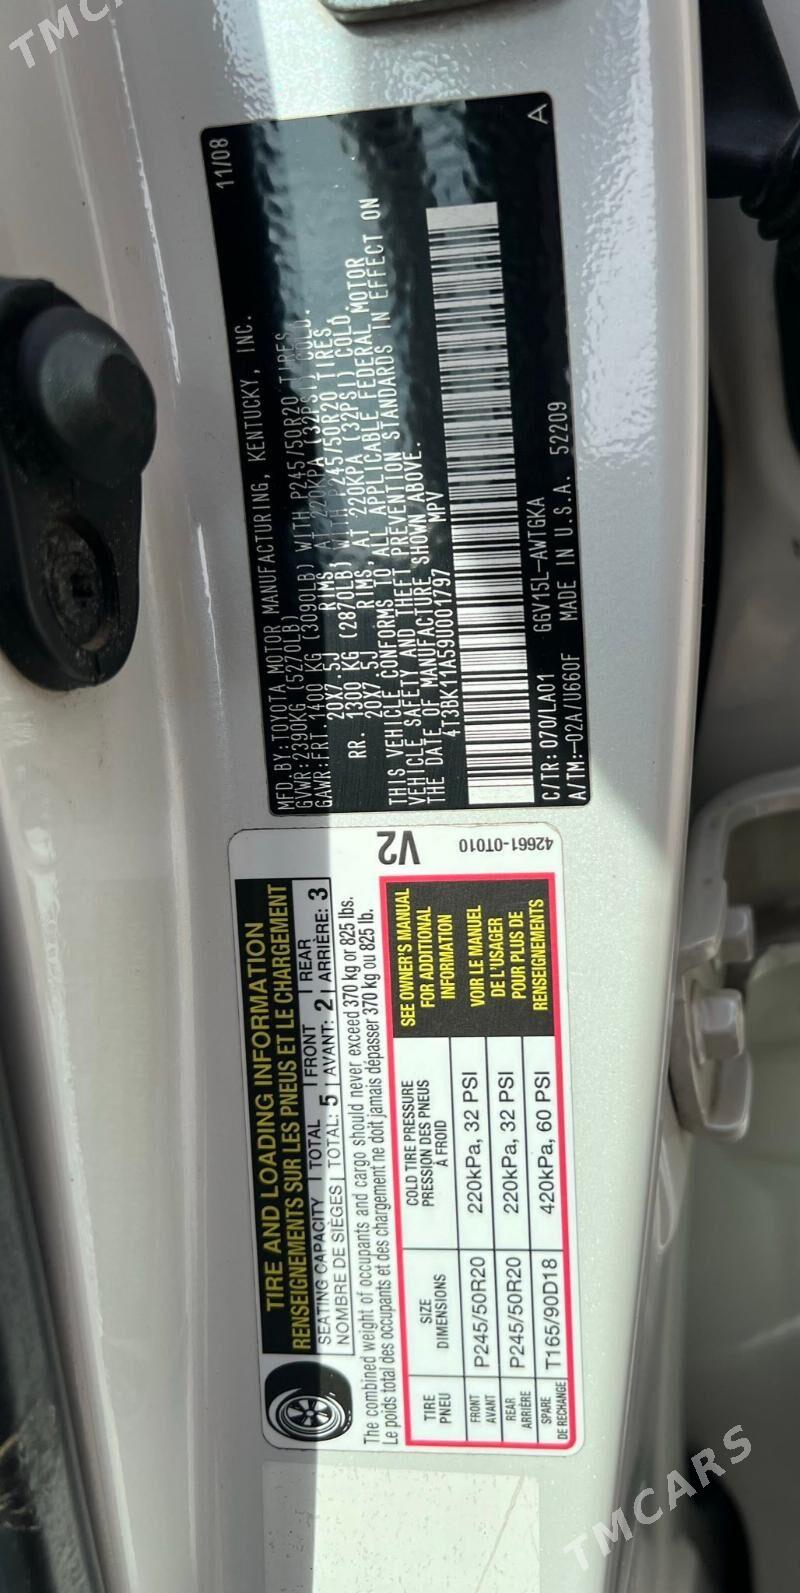 TMCARS
11/08
MFD.BY:TOYOTA MOTOR MANUFACTURING, KENTUCKY, INC.
GVWR:2390KG (5270LB)
GAWR:FRT.1400 KG (3090LB) WITH P245/50R20 TIRES
20X7.5J RIMS, AT 220KPA (32PSI) COLD.
RR. 1300 KG (2870LB) WITH P245/50R20 TIRES,
20X7.5J RIMS, AT 220KPA (32PSI) COLD.
THIS VEHICLE CONFORMS TO ALL APPLICABLE FEDERAL MOTOR
VEHICLE SAFETY AND THEFT PREVENTION STANDARDS IN EFFECT ON
THE DATE OF MANUFACTURE SHOWN ABOVE.
4T3BK11A59U001797 MPV
C/TR: 070/LA01 GGV15L-AWTGKA
A/TM:-02A/U660F MADE IN U.S.A. 52209 A
TIRE AND LOADING INFORMATION
RENSEIGNEMENTS SUR LES PNEUS ET LE CHARGEMENT
SEATING CAPACITY | TOTAL | FRONT | REAR
NOMBRE DE SIÈGES | TOTAL: 5 | AVANT: 2 | ARRIÈRE: 3
The combined weight of occupants and cargo should never exceed 370 kg or 825 lbs.
Le poids total des occupants et des chargement ne doit jamais dépasser 370 kg ou 825 lb.
V2
42661-0T010
TIRE PNEU
SIZE DIMENSIONS
COLD TIRE PRESSURE PRESSION DES PNEUS À FROID
FRONT AVANT P245/50R20 220kPa, 32 PSI
REAR ARRIÈRE P245/50R20 220kPa, 32 PSI
SPARE DE RECHANGE T165/90D18 420kPa, 60 PSI
SEE OWNER'S MANUAL
FOR ADDITIONAL
INFORMATION
VOIR LE MANUEL
DE L'USAGER
POUR PLUS DE
RENSEIGNEMENTS
TMCARS